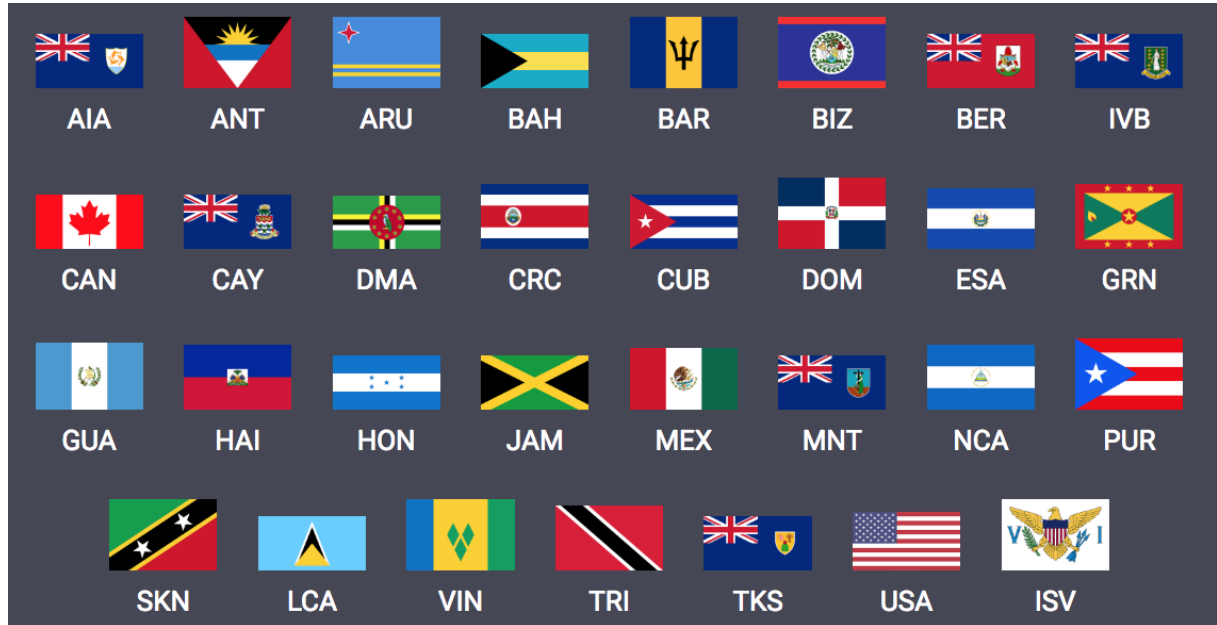 AIA ANT ARU BAH BAR BIZ BER IVB
CAN CAY DMA CRC CUB DOM ESA GRN
GUA HAI HON JAM MEX MNT NCA PUR
V I
SKN LCA VIN TRI TKS USA ISV